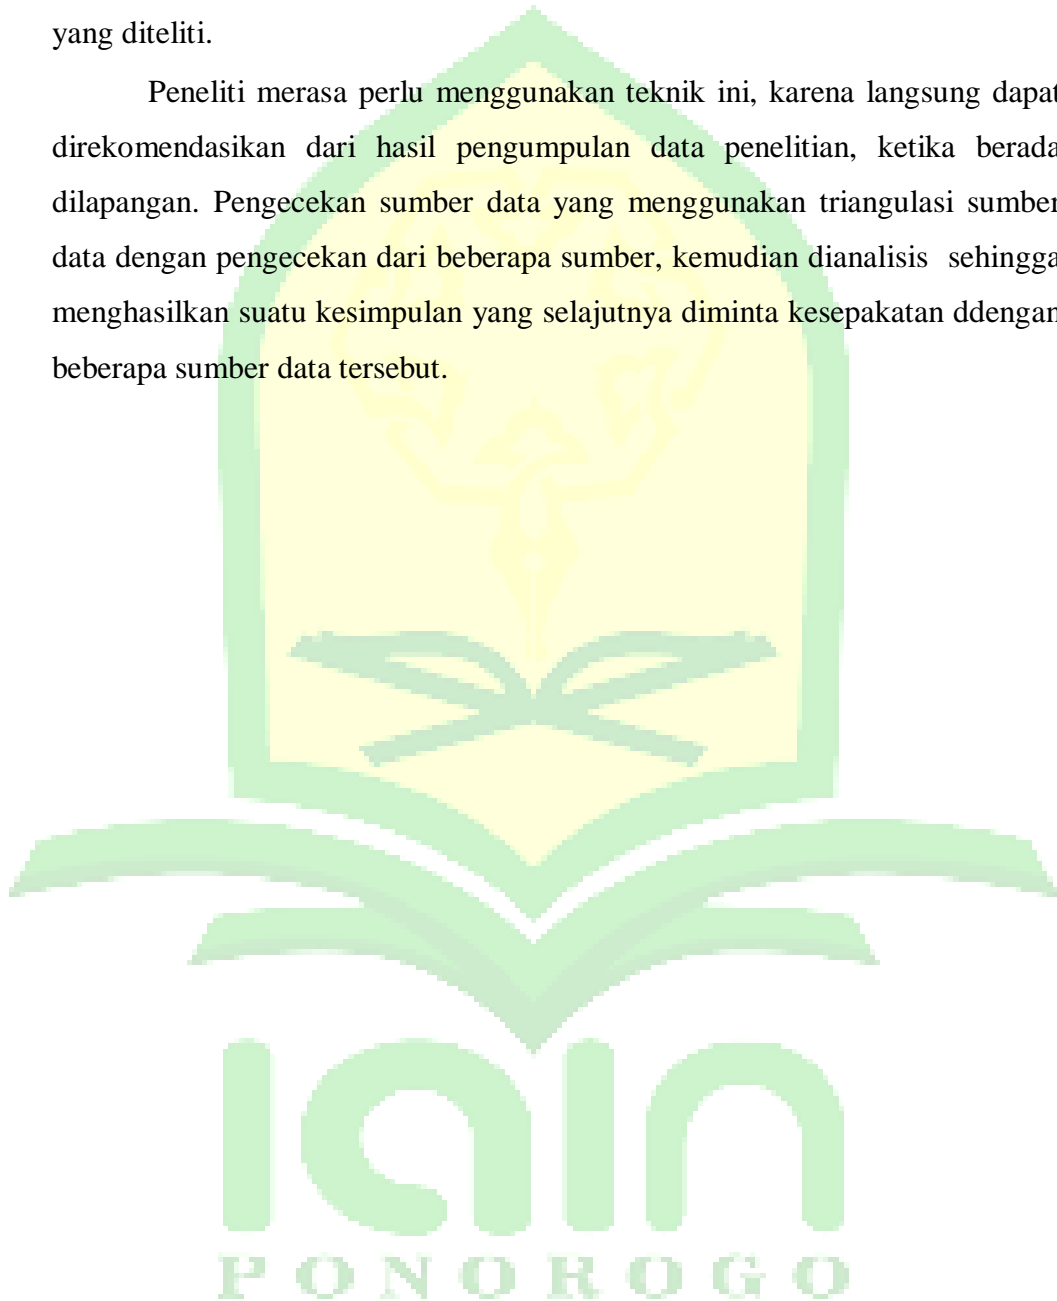 yang diteliti.
Peneliti merasa perlu menggunakan teknik ini, karena langsung dapat
direkomendasikan dari hasil pengumpulan data penelitian, ketika berada
dilapangan. Pengecekan sumber data yang menggunakan triangulasi sumber
data dengan pengecekan dari beberapa sumber, kemudian dianalisis sehingga
menghasilkan suatu kesimpulan yang selajutnya diminta kesepakatan ddengan
beberapa sumber data tersebut.
iain
PONOROGO